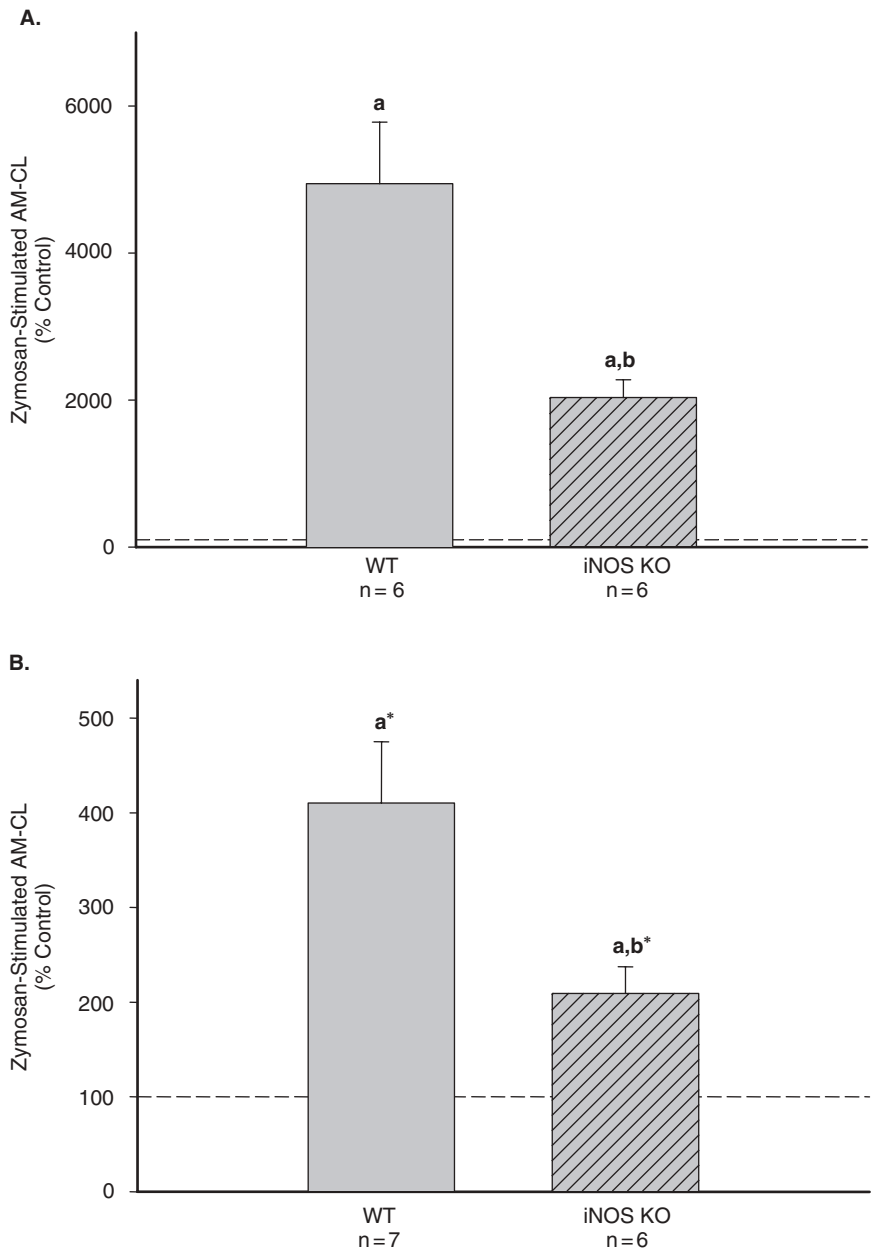 A.
Zymosan-Stimulated AM-CL
(% Control)
6000
4000
2000
0
a
a,b
WT
n = 6
iNOS KO
n = 6
B.
Zymosan-Stimulated AM-CL
(% Control)
500
400
300
200
100
0
a*
a,b*
WT
n = 7
iNOS KO
n = 6